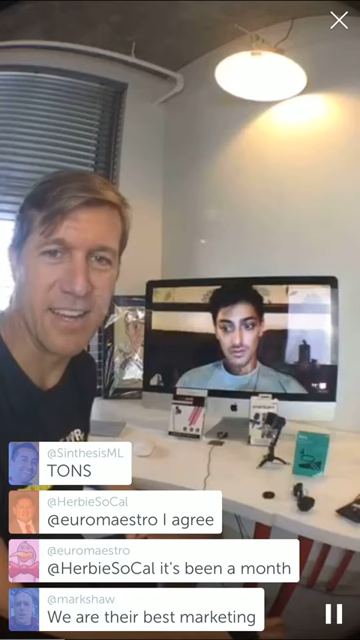 @SinthesisML
TONS
@HerbieSoCal
@euromaestro I agree
@euromaestro
@HerbieSoCal it's been a month
@markshaw
We are their best marketing